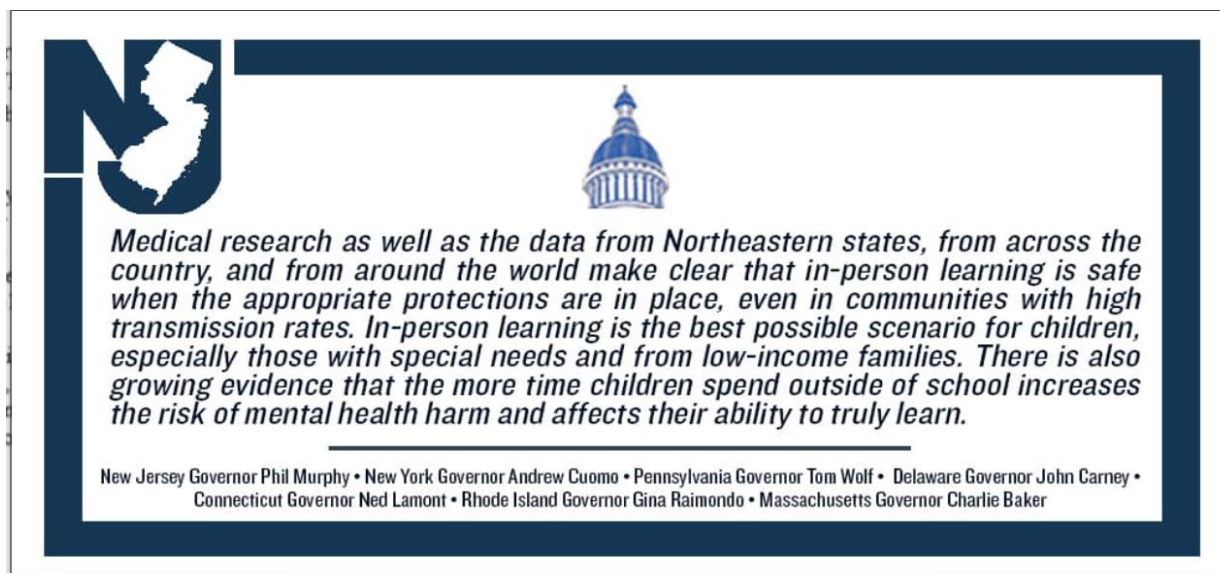 NJ
Medical research as well as the data from Northeastern states, from across the
country, and from around the world make clear that in-person learning is safe
when the appropriate protections are in place, even in communities with high
transmission rates. In-person learning is the best possible scenario for children,
especially those with special needs and from low-income families. There is also
growing evidence that the more time children spend outside of school increases
the risk of mental health harm and affects their ability to truly learn.
New Jersey Governor Phil Murphy • New York Governor Andrew Cuomo • Pennsylvania Governor Tom Wolf • Delaware Governor John Carney •
Connecticut Governor Ned Lamont • Rhode Island Governor Gina Raimondo • Massachusetts Governor Charlie Baker